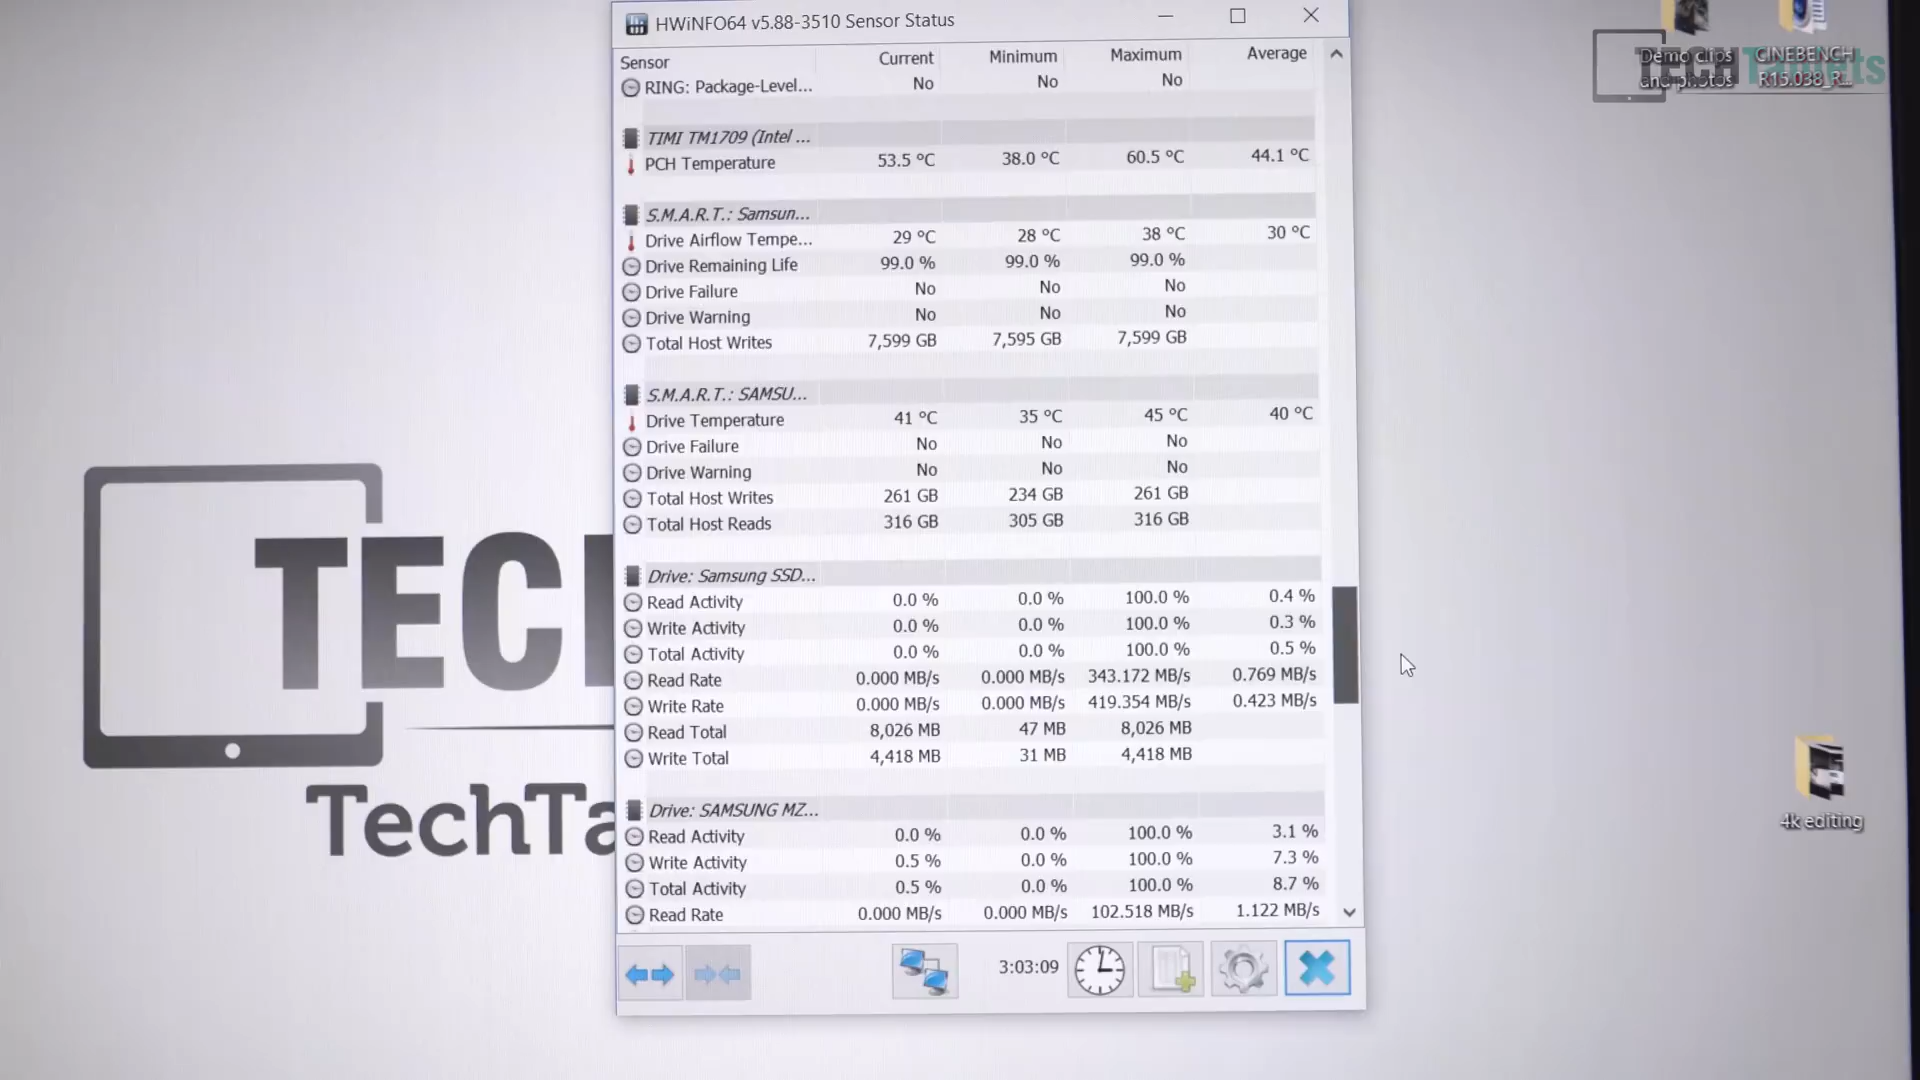 HWiNFO64 v5.88-3510 Sensor Status
Sensor Current Minimum Maximum Average
RING: Package-Level... No No No
TIMI TM1709 (Intel ...
PCH Temperature 53.5 °C 38.0 °C 60.5 °C 44.1 °C
S.M.A.R.T.: Samsun...
Drive Airflow Tempe... 29 °C 28 °C 38 °C 30 °C
Drive Remaining Life 99.0 % 99.0 % 99.0 %
Drive Failure No No No
Drive Warning No No No
Total Host Writes 7,599 GB 7,595 GB 7,599 GB
S.M.A.R.T.: SAMSU...
Drive Temperature 41 °C 35 °C 45 °C 40 °C
Drive Failure No No No
Drive Warning No No No
Total Host Writes 261 GB 234 GB 261 GB
Total Host Reads 316 GB 305 GB 316 GB
Drive: Samsung SSD...
Read Activity 0.0 % 0.0 % 100.0 % 0.4 %
Write Activity 0.0 % 0.0 % 100.0 % 0.3 %
Total Activity 0.0 % 0.0 % 100.0 % 0.5 %
Read Rate 0.000 MB/s 0.000 MB/s 343.172 MB/s 0.769 MB/s
Write Rate 0.000 MB/s 0.000 MB/s 419.354 MB/s 0.423 MB/s
Read Total 8,026 MB 47 MB 8,026 MB
Write Total 4,418 MB 31 MB 4,418 MB
Drive: SAMSUNG MZ...
Read Activity 0.0 % 0.0 % 100.0 % 3.1 %
Write Activity 0.5 % 0.0 % 100.0 % 7.3 %
Total Activity 0.5 % 0.0 % 100.0 % 8.7 %
Read Rate 0.000 MB/s 0.000 MB/s 102.518 MB/s 1.122 MB/s
3:03:09
TECH
TechTa
Demo clips
and photos
CINEBENCH
R15.038_R...
TECHTablets
4k editing